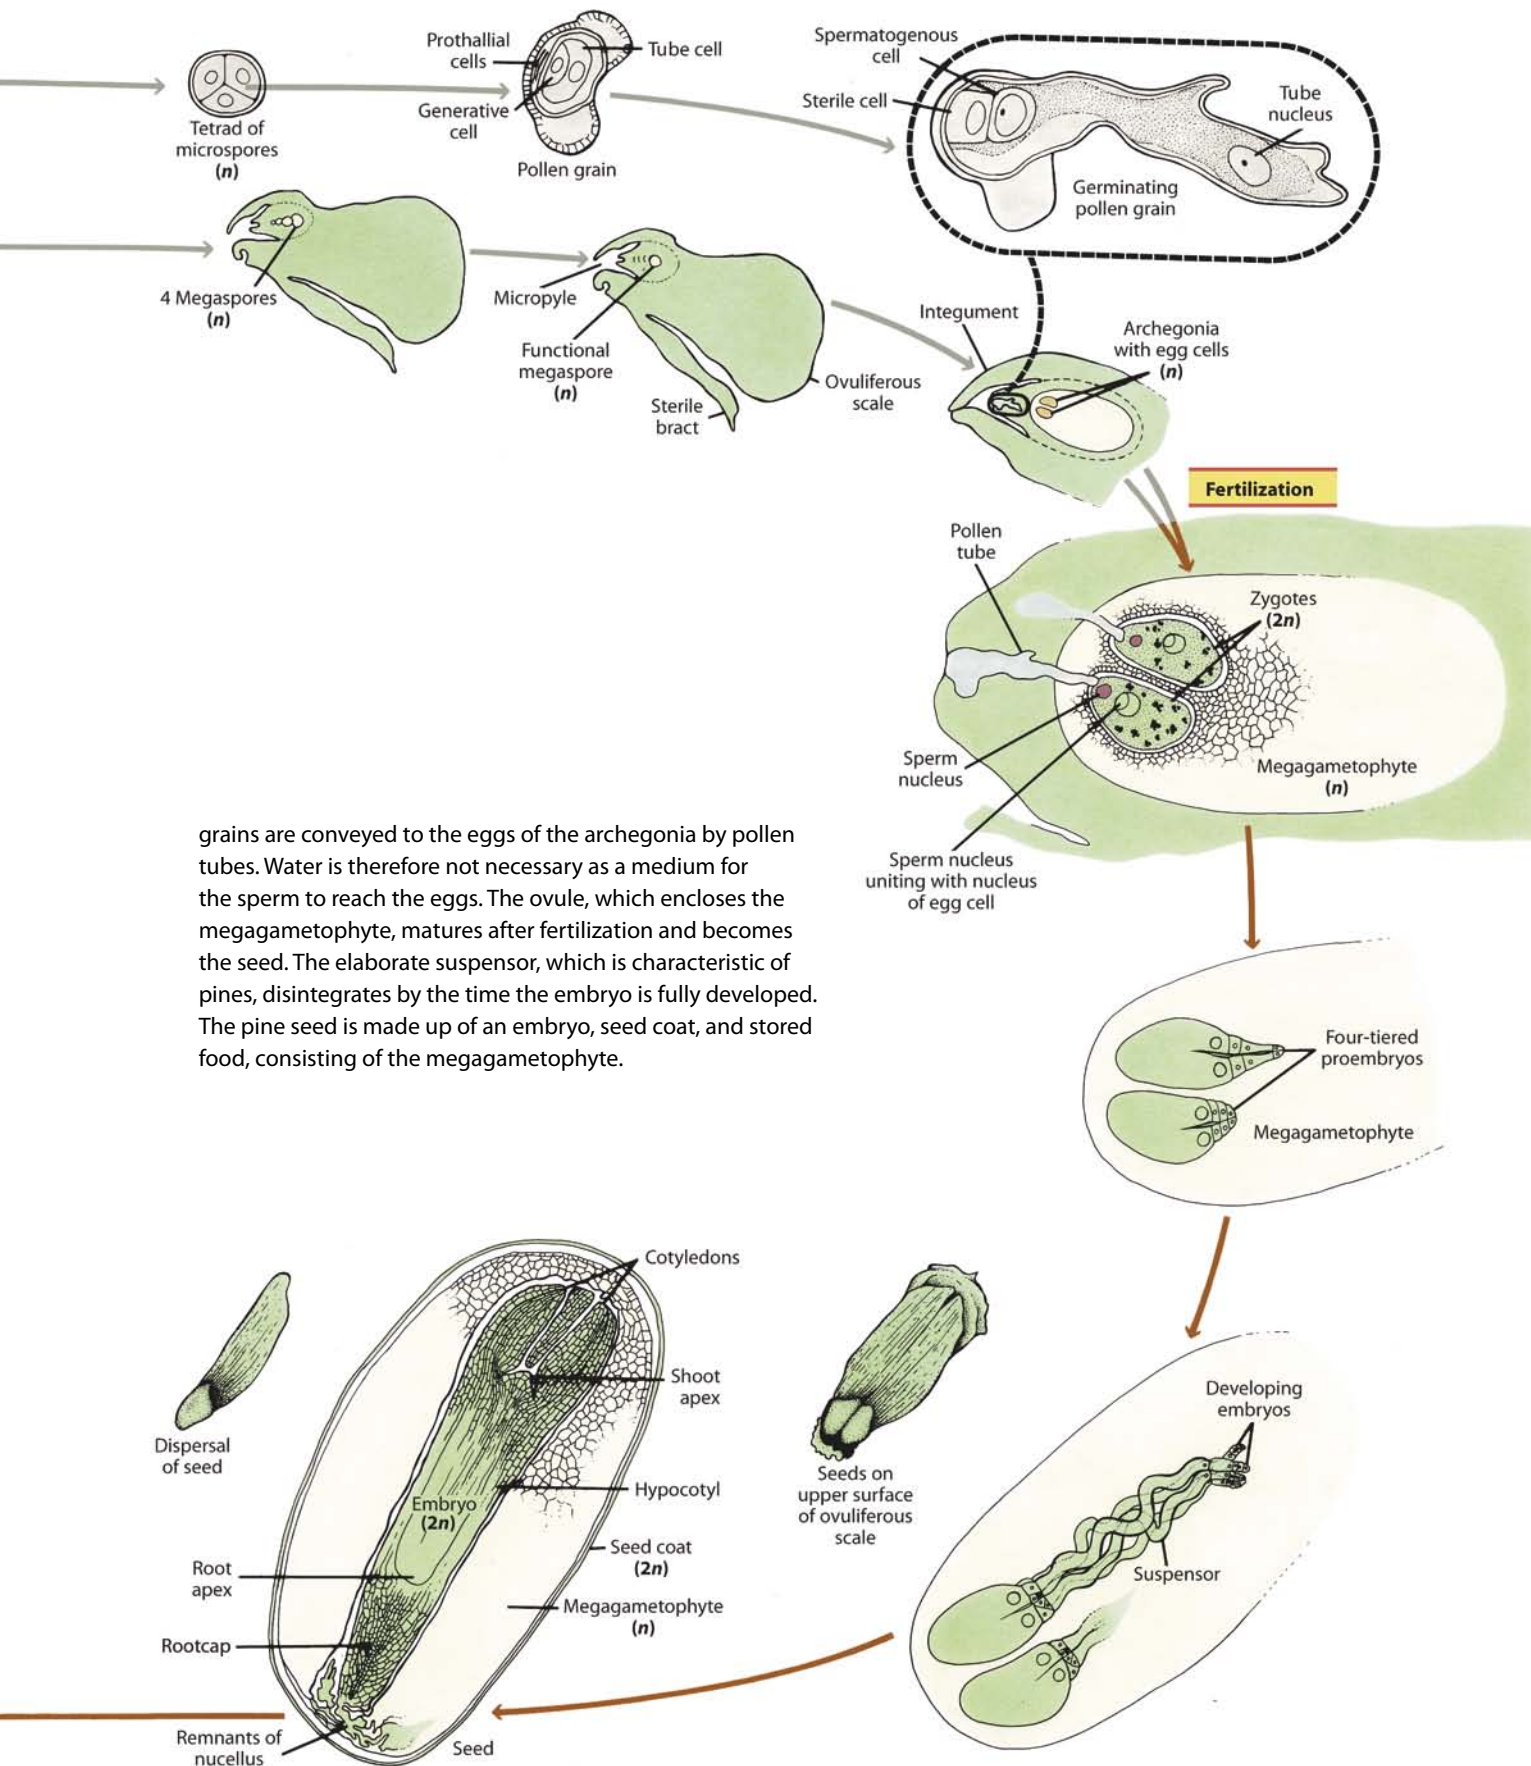 Prothallial
cells
Tube cell
Generative
cell
Tetrad of
microspores
(n)
Pollen grain
Spermatogenous
cell
Sterile cell
Tube
nucleus
Germinating
pollen grain
4 Megaspores
(n)
Micropyle
Functional
megaspore
(n)
Sterile
bract
Ovuliferous
scale
Integument
Archegonia
with egg cells
(n)
Fertilization
Pollen
tube
Zygotes
(2n)
Sperm
nucleus
Megagametophyte
(n)
Sperm nucleus
uniting with nucleus
of egg cell
grains are conveyed to the eggs of the archegonia by pollen
tubes. Water is therefore not necessary as a medium for
the sperm to reach the eggs. The ovule, which encloses the
megagametophyte, matures after fertilization and becomes
the seed. The elaborate suspensor, which is characteristic of
pines, disintegrates by the time the embryo is fully developed.
The pine seed is made up of an embryo, seed coat, and stored
food, consisting of the megagametophyte.
Four-tiered
proembryos
Megagametophyte
Developing
embryos
Suspensor
Seeds on
upper surface
of ovuliferous
scale
Cotyledons
Shoot
apex
Hypocotyl
Embryo
(2n)
Seed coat
(2n)
Megagametophyte
(n)
Root
apex
Rootcap
Remnants of
nucellus
Seed
Dispersal
of seed